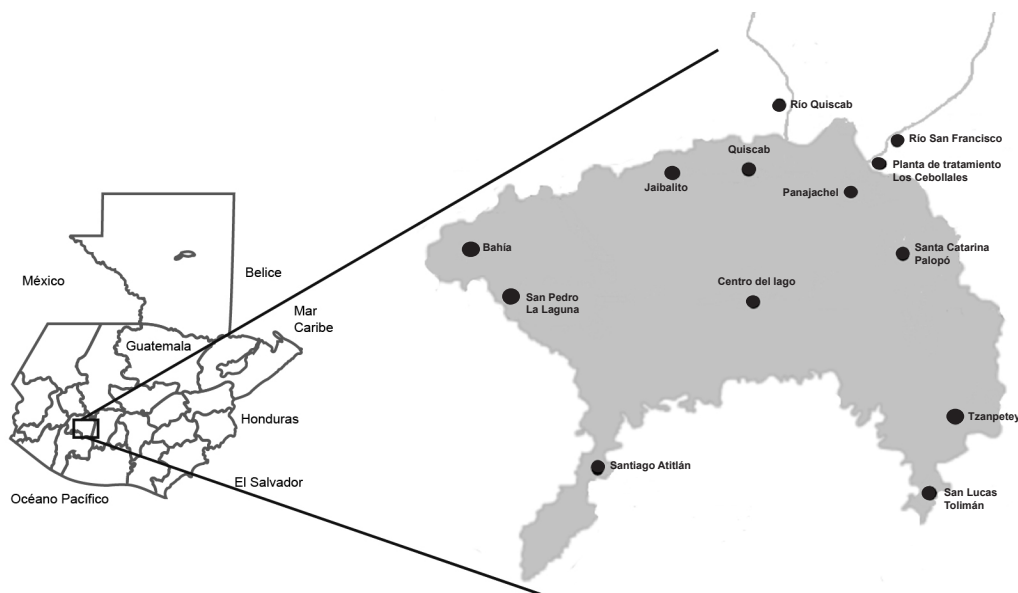 México
Belice
Mar
Caribe
Guatemala
Honduras
El Salvador
Océano Pacífico
Río Quiscab
Río San Francisco
Quiscab
Planta de tratamiento
Los Cebollales
Jaibalito
Panajachel
Bahía
Santa Catarina
Palopó
Centro del lago
San Pedro
La Laguna
Tzanpetey
Santiago Atitlán
San Lucas
Tolimán